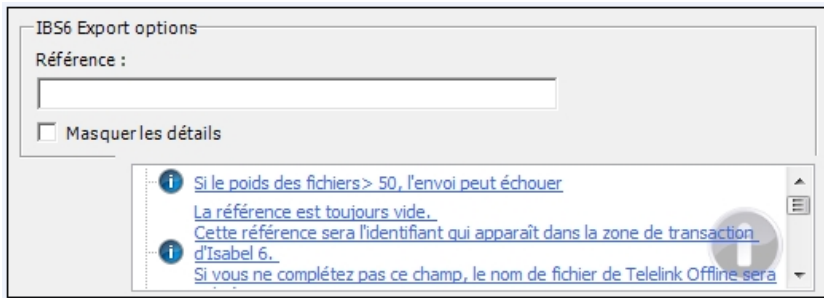 IBS6 Export options
Référence :
Masquer les détails
Si le poids des fichiers> 50, l'envoi peut échouer
La référence est toujours vide.
Cette référence sera l'identifiant qui apparaît dans la zone de transaction
d'Isabel 6.
Si vous ne complétez pas ce champ, le nom de fichier de Telelink Offline sera